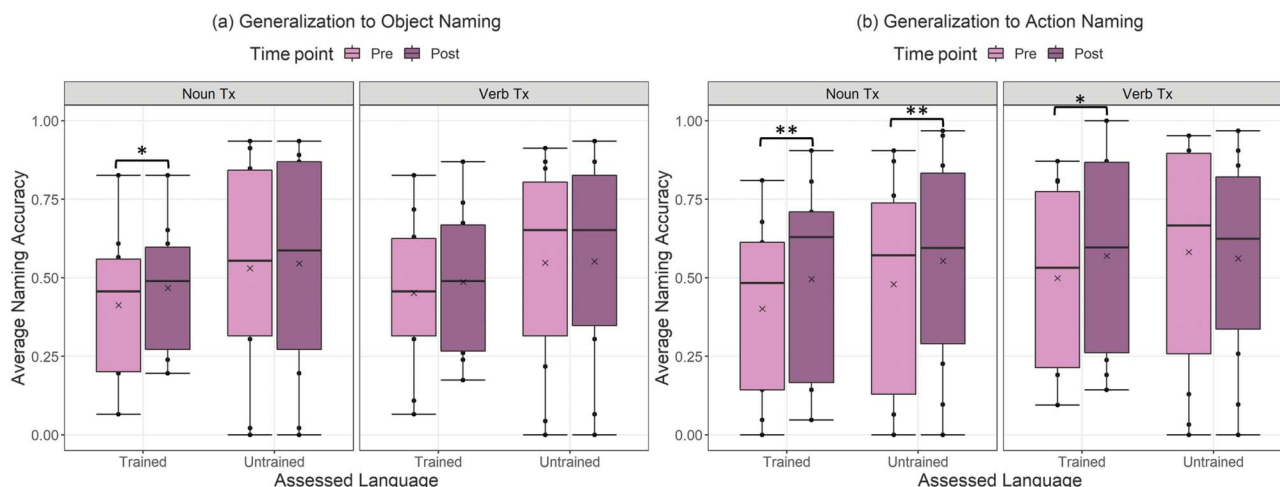 (a) Generalization to Object Naming
Time point Pre Post
Noun Tx
Verb Tx
Average Naming Accuracy
1.00
0.75
0.50
0.25
0.00
*
Trained
Untrained
Trained
Untrained
Assessed Language
(b) Generalization to Action Naming
Time point Pre Post
Noun Tx
Verb Tx
Average Naming Accuracy
1.00
0.75
0.50
0.25
0.00
**
**
*
Trained
Untrained
Trained
Untrained
Assessed Language